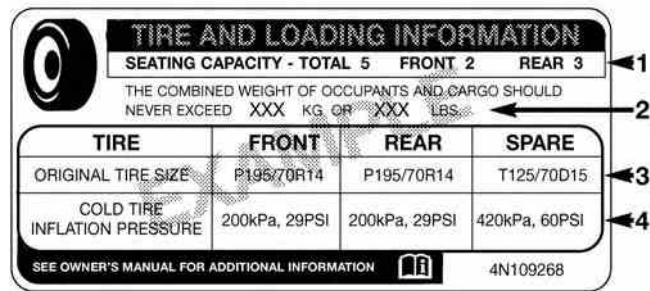 TIRE AND LOADING INFORMATION
SEATING CAPACITY - TOTAL 5 FRONT 2 REAR 3
1
THE COMBINED WEIGHT OF OCCUPANTS AND CARGO SHOULD
NEVER EXCEED XXX KG OR XXX LBS.
2
TIRE FRONT REAR SPARE
ORIGINAL TIRE SIZE P195/70R14 P195/70R14 T125/70D15
3
COLD TIRE
INFLATION PRESSURE 200kPa, 29PSI 200kPa, 29PSI 420kPa, 60PSI
4
EXAMPLE
SEE OWNER'S MANUAL FOR ADDITIONAL INFORMATION 4N109268